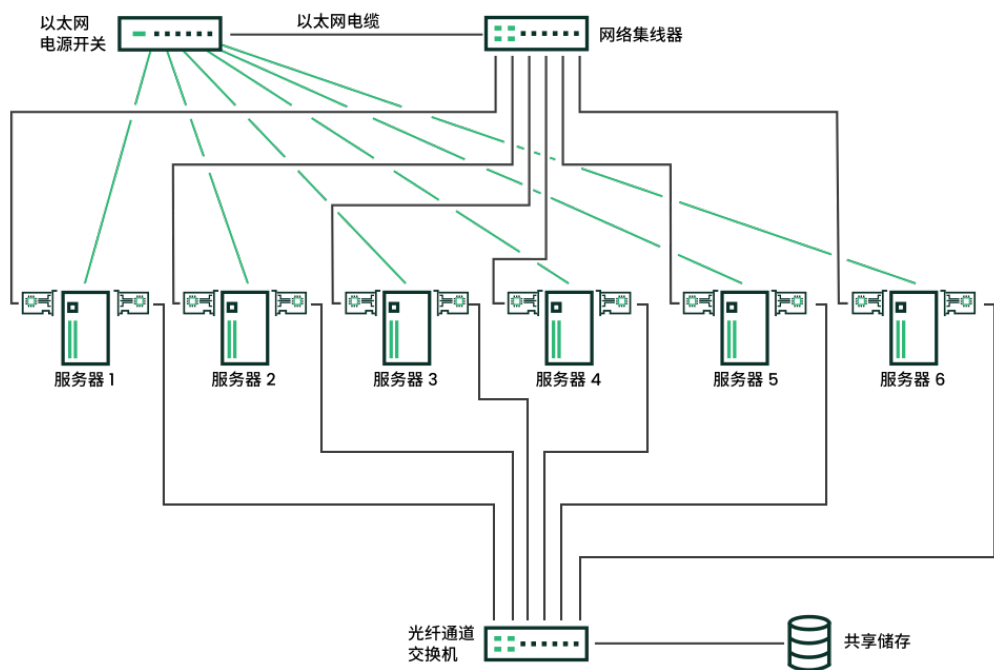 以太网
电源开关
以太网电缆
网络集线器
服务器 1
服务器 2
服务器 3
服务器 4
服务器 5
服务器 6
光纤通道
交换机
共享储存